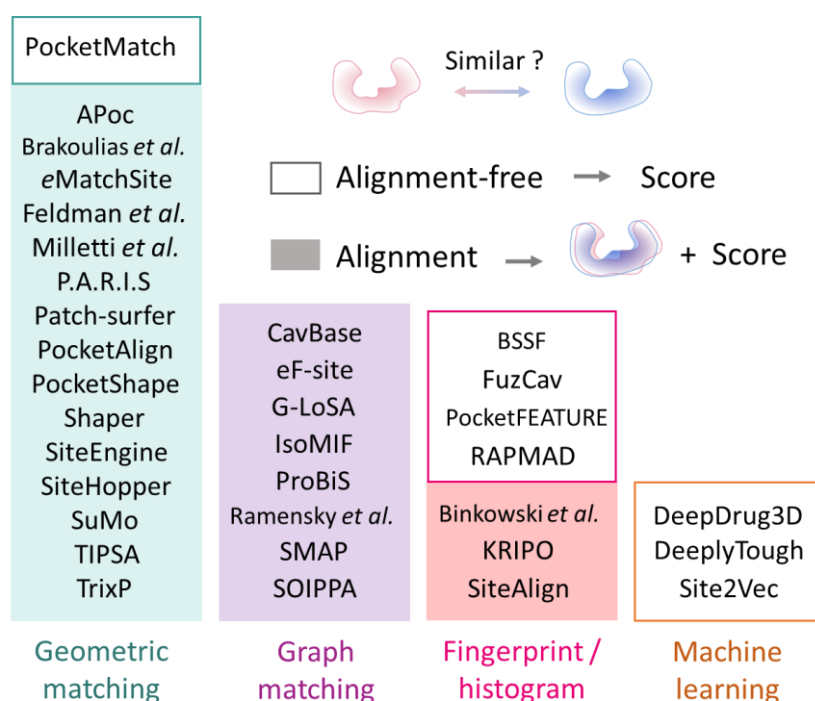 PocketMatch
APoc
Brakoulias et al.
eMatchSite
Feldman et al.
Milletti et al.
P.A.R.I.S
Patch-surfer
PocketAlign
PocketShape
Shaper
SiteEngine
SiteHopper
SuMo
TIPSA
TrixP
Geometric
matching
Similar ?
Alignment-free → Score
Alignment → + Score
CavBase
eF-site
G-LoSA
IsoMIF
ProBiS
Ramensky et al.
SMAP
SOIPPA
Graph
matching
BSSF
FuzCav
PocketFEATURE
RAPMAD
Binkowski et al.
KRIPO
SiteAlign
Fingerprint /
histogram
DeepDrug3D
DeeplyTough
Site2Vec
Machine
learning